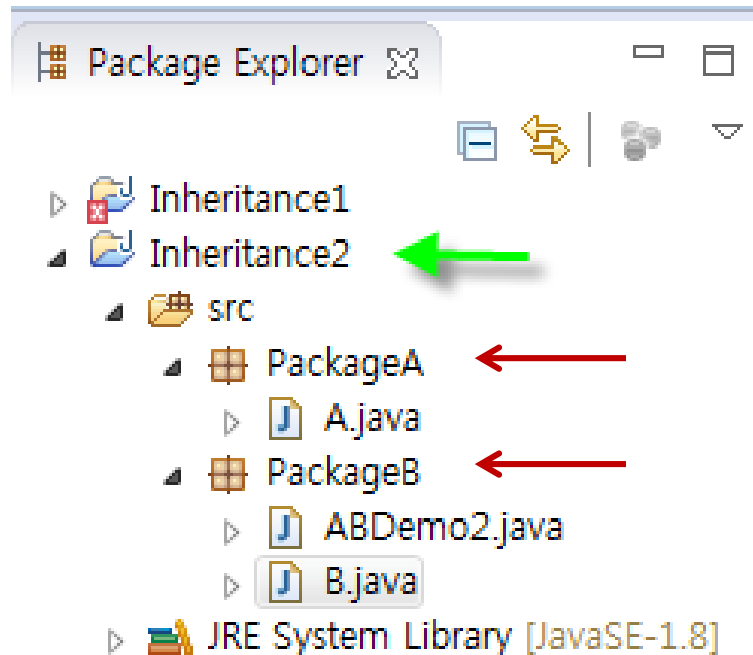 Package Explorer
Inheritance1
Inheritance2
src
PackageA
A.java
PackageB
ABDemo2.java
B.java
JRE System Library [JavaSE-1.8]